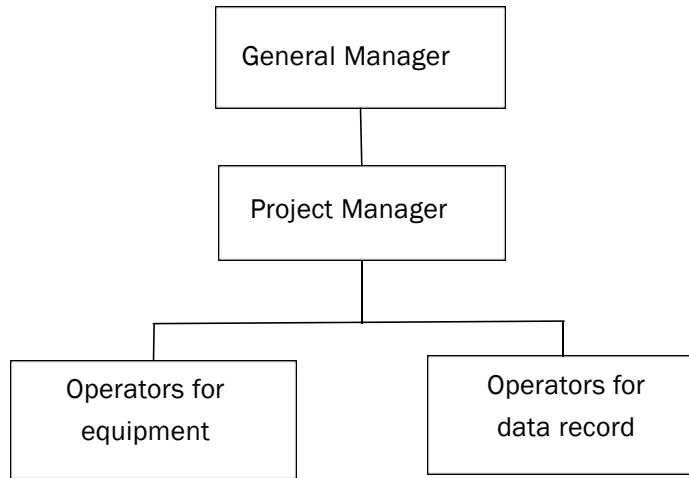 General Manager
Project Manager
Operators for
equipment
Operators for
data record